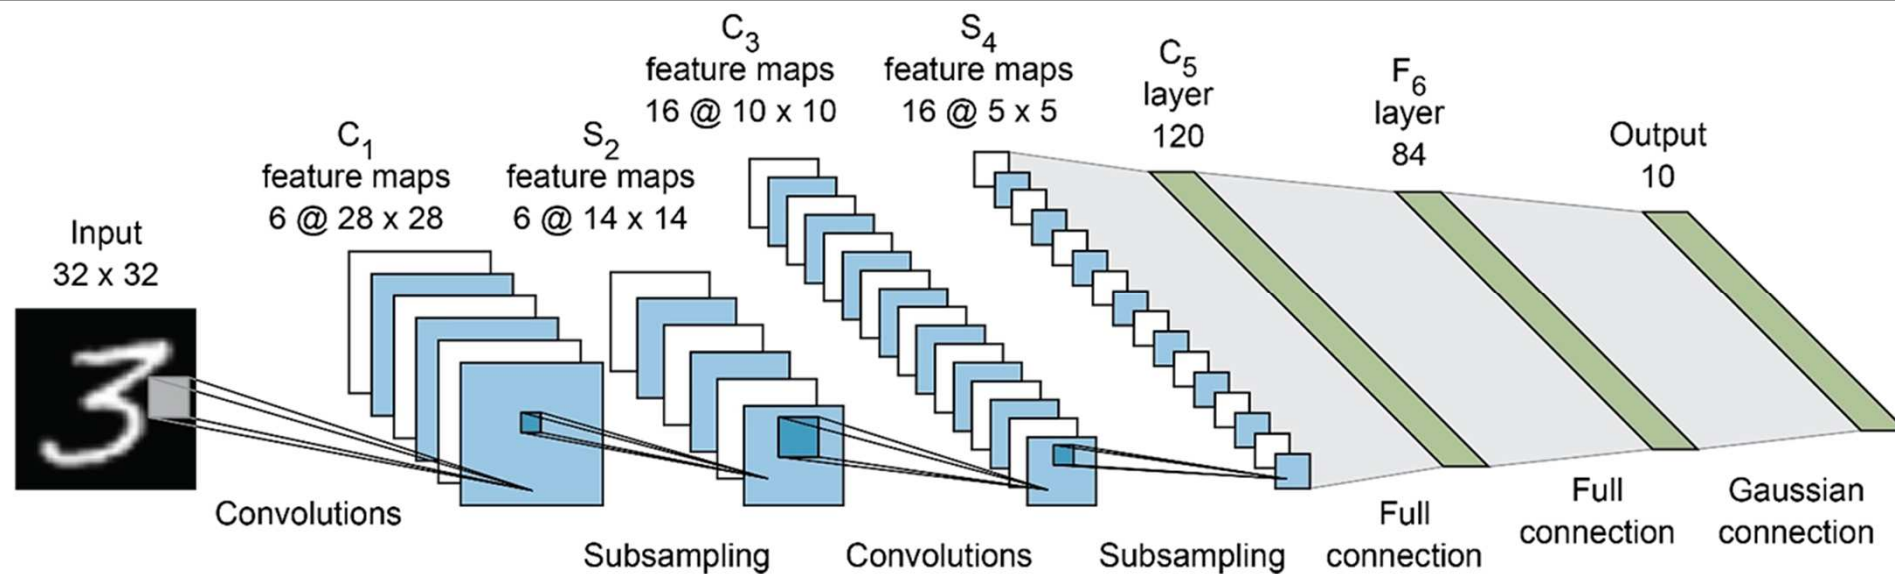 Input
32 x 32
C1
feature maps
6 @ 28 x 28
S2
feature maps
6 @ 14 x 14
C3
feature maps
16 @ 10 x 10
S4
feature maps
16 @ 5 x 5
C5
layer
120
F6
layer
84
Output
10
3
Convolutions
Subsampling
Convolutions
Subsampling
Full
connection
Full
connection
Gaussian
connection